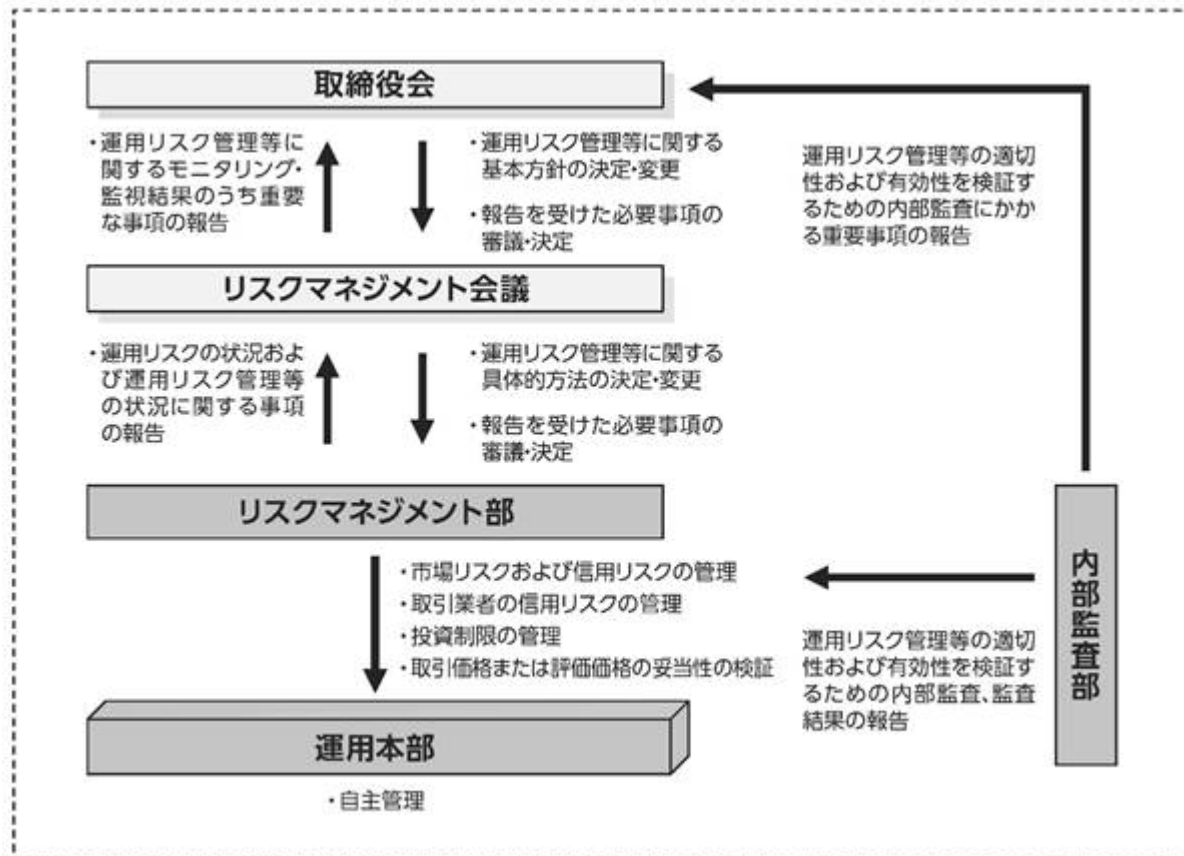 取締役会
・運用リスク管理等に
関するモニタリング・
監視結果のうち重要
な事項の報告
・運用リスク管理等に関する
基本方針の決定・変更
・報告を受けた必要事項の
審議・決定
運用リスク管理等の適切
性および有効性を検証す
るための内部監査にかか
る重要事項の報告
リスクマネジメント会議
・運用リスクの状況およ
び運用リスク管理等
の状況に関する事項
の報告
・運用リスク管理等に関する
具体的方法の決定・変更
・報告を受けた必要事項の
審議・決定
リスクマネジメント部
・市場リスクおよび信用リスクの管理
・取引業者の信用リスクの管理
・投資制限の管理
・取引価格または評価価格の妥当性の検証
運用リスク管理等の適切
性および有効性を検証す
るための内部監査、監査
結果の報告
内部監査部
運用本部
・自主管理